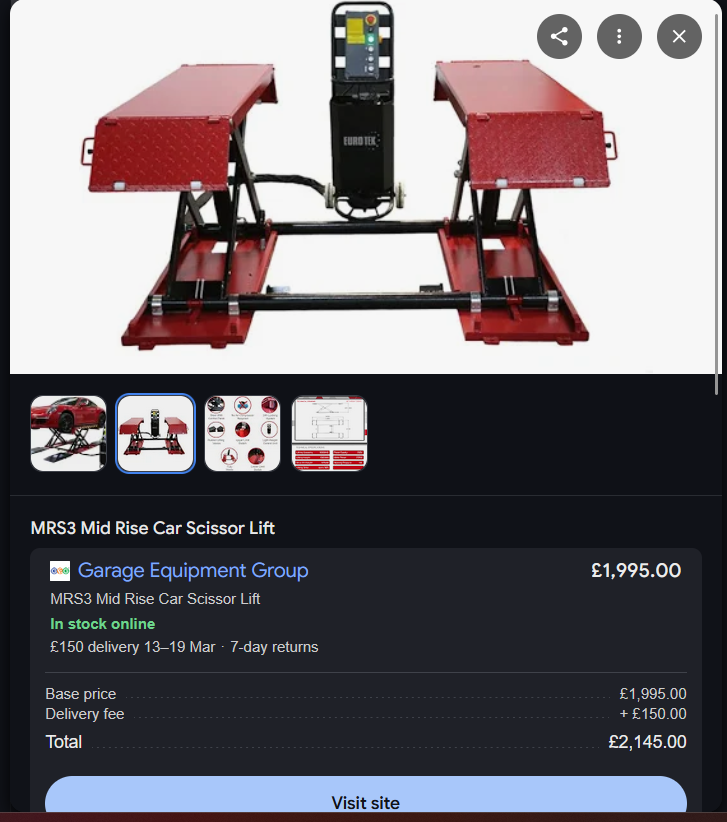 EUROTEK
MRS3 Mid Rise Car Scissor Lift
Garage Equipment Group
£1,995.00
MRS3 Mid Rise Car Scissor Lift
In stock online
£150 delivery 13–19 Mar · 7-day returns
Base price £1,995.00
Delivery fee + £150.00
Total £2,145.00
Visit site